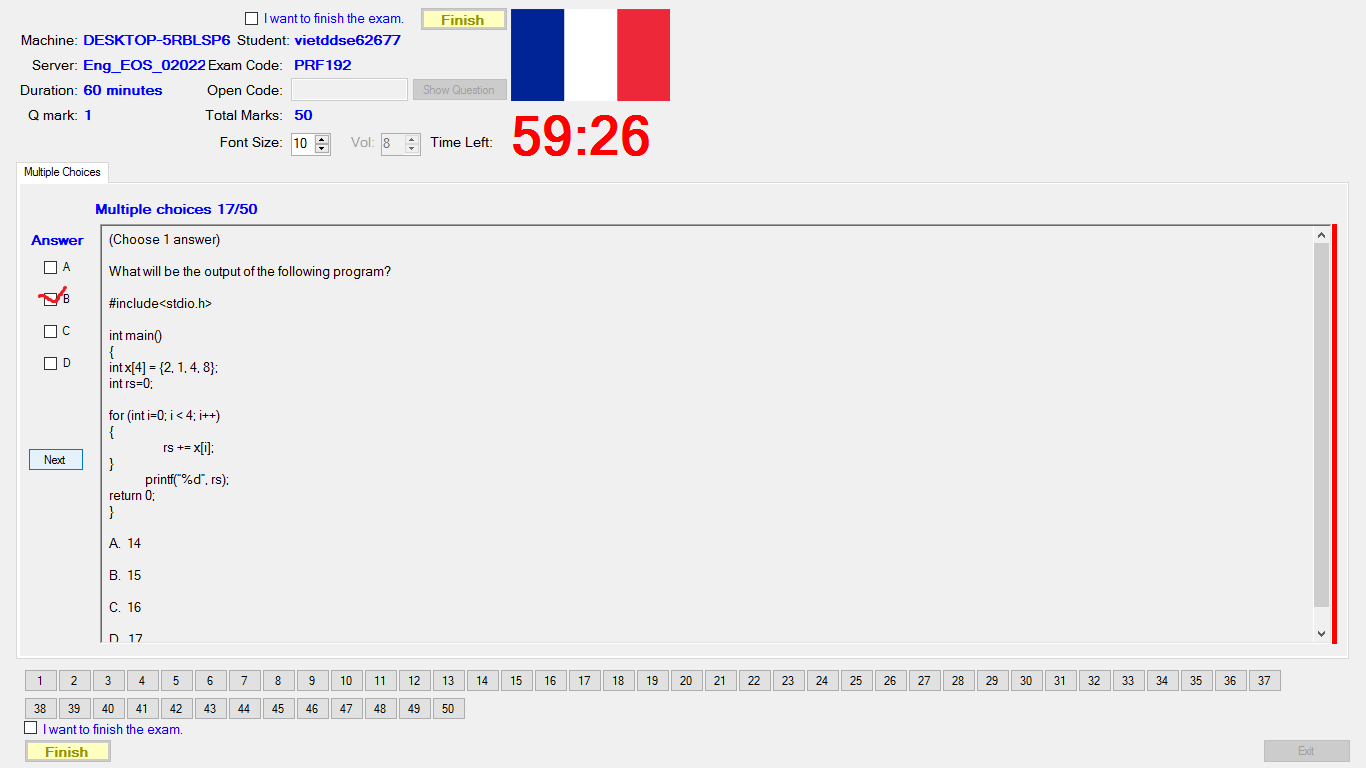 I want to finish the exam. Finish
Machine: DESKTOP-5RBLSP6 Student: vietddse62677
Server: Eng_EOS_02022 Exam Code: PRF192
Duration: 60 minutes Open Code: Show Question
Q mark: 1 Total Marks: 50
Font Size: 10 Vol: 8 Time Left: 59:26
Multiple Choices
Multiple choices 17/50
Answer
A
B
C
D
Next
(Choose 1 answer)
What will be the output of the following program?
#include<stdio.h>
int main()
{
int x[4] = {2, 1, 4, 8};
int rs=0;
for (int i=0; i < 4; i++)
{
rs += x[i];
}
printf("%d", rs);
return 0;
}
A. 14
B. 15
C. 16
D. 17
1 2 3 4 5 6 7 8 9 10 11 12 13 14 15 16 17 18 19 20 21 22 23 24 25 26 27 28 29 30 31 32 33 34 35 36 37
38 39 40 41 42 43 44 45 46 47 48 49 50
I want to finish the exam.
Finish Exit